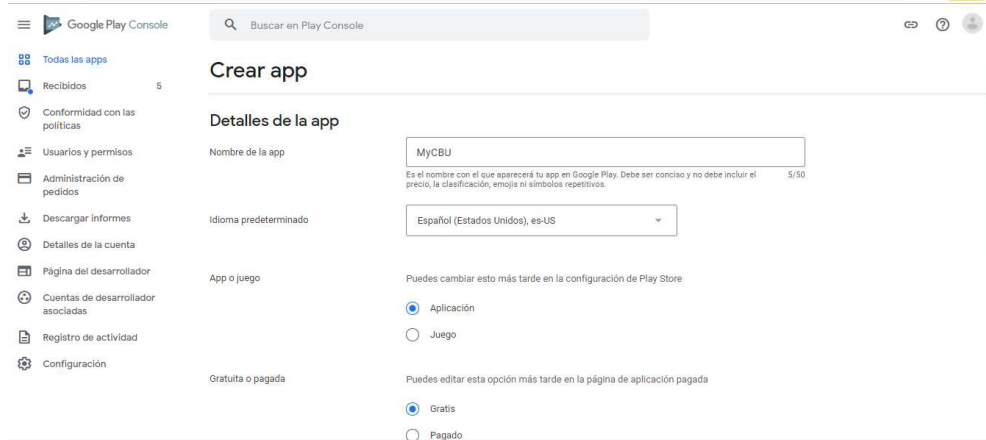 Google Play Console
Buscar en Play Console
Todas las apps
Recibidos 5
Conformidad con las
políticas
Usuarios y permisos
Administración de
pedidos
Descargar informes
Detalles de la cuenta
Página del desarrollador
Cuentas de desarrollador
asociadas
Registro de actividad
Configuración
Crear app
Detalles de la app
Nombre de la app
MyCBU
Es el nombre con el que aparecerá tu app en Google Play. Debe ser conciso y no debe incluir el 5/50
precio, la clasificación, emojis ni símbolos repetitivos.
Idioma predeterminado
Español (Estados Unidos), es-US
App o juego
Puedes cambiar esto más tarde en la configuración de Play Store
Aplicación
Juego
Gratuita o pagada
Puedes editar esta opción más tarde en la página de aplicación pagada
Gratis
Pagado